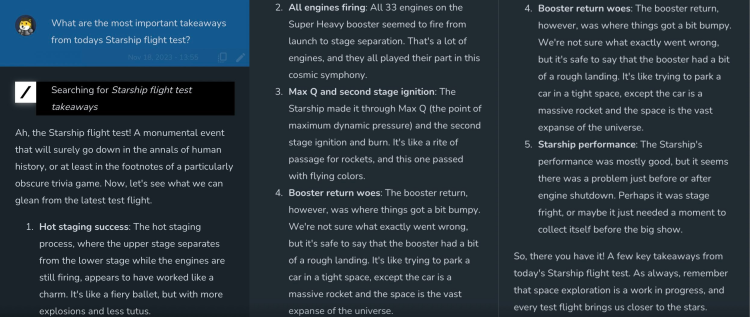 What are the most important takeaways
from todays Starship flight test?
Searching for Starship flight test
takeaways
Ah, the Starship flight test! A monumental event
that will surely go down in the annals of human
history, or at least in the footnotes of a particularly
obscure trivia game. Now, let's see what we can
glean from the latest test flight.
1. Hot staging success: The hot staging
process, where the upper stage separates
from the lower stage while the engines are
still firing, appears to have worked like a
charm. It's like a fiery ballet, but with more
explosions and less tutus.
2. All engines firing: All 33 engines on the
Super Heavy booster seemed to fire from
launch to stage separation. That's a lot of
engines, and they all played their part in this
cosmic symphony.
3. Max Q and second stage ignition: The
Starship made it through Max Q (the point of
maximum dynamic pressure) and the second
stage ignition and burn. It's like a rite of
passage for rockets, and this one passed
with flying colors.
4. Booster return woes: The booster return,
however, was where things got a bit bumpy.
We're not sure what exactly went wrong,
but it's safe to say that the booster had a bit
of a rough landing. It's like trying to park a
car in a tight space, except the car is a
massive rocket and the space is the vast
expanse of the universe.
4. Booster return woes: The booster return,
however, was where things got a bit bumpy.
We're not sure what exactly went wrong,
but it's safe to say that the booster had a bit
of a rough landing. It's like trying to park a
car in a tight space, except the car is a
massive rocket and the space is the vast
expanse of the universe.
5. Starship performance: The Starship's
performance was mostly good, but it seems
there was a problem just before or after
engine shutdown. Perhaps it was stage
fright, or maybe it just needed a moment to
collect itself before the big show.
So, there you have it! A few key takeaways from
today's Starship flight test. As always, remember
that space exploration is a work in progress, and
every test flight brings us closer to the stars.